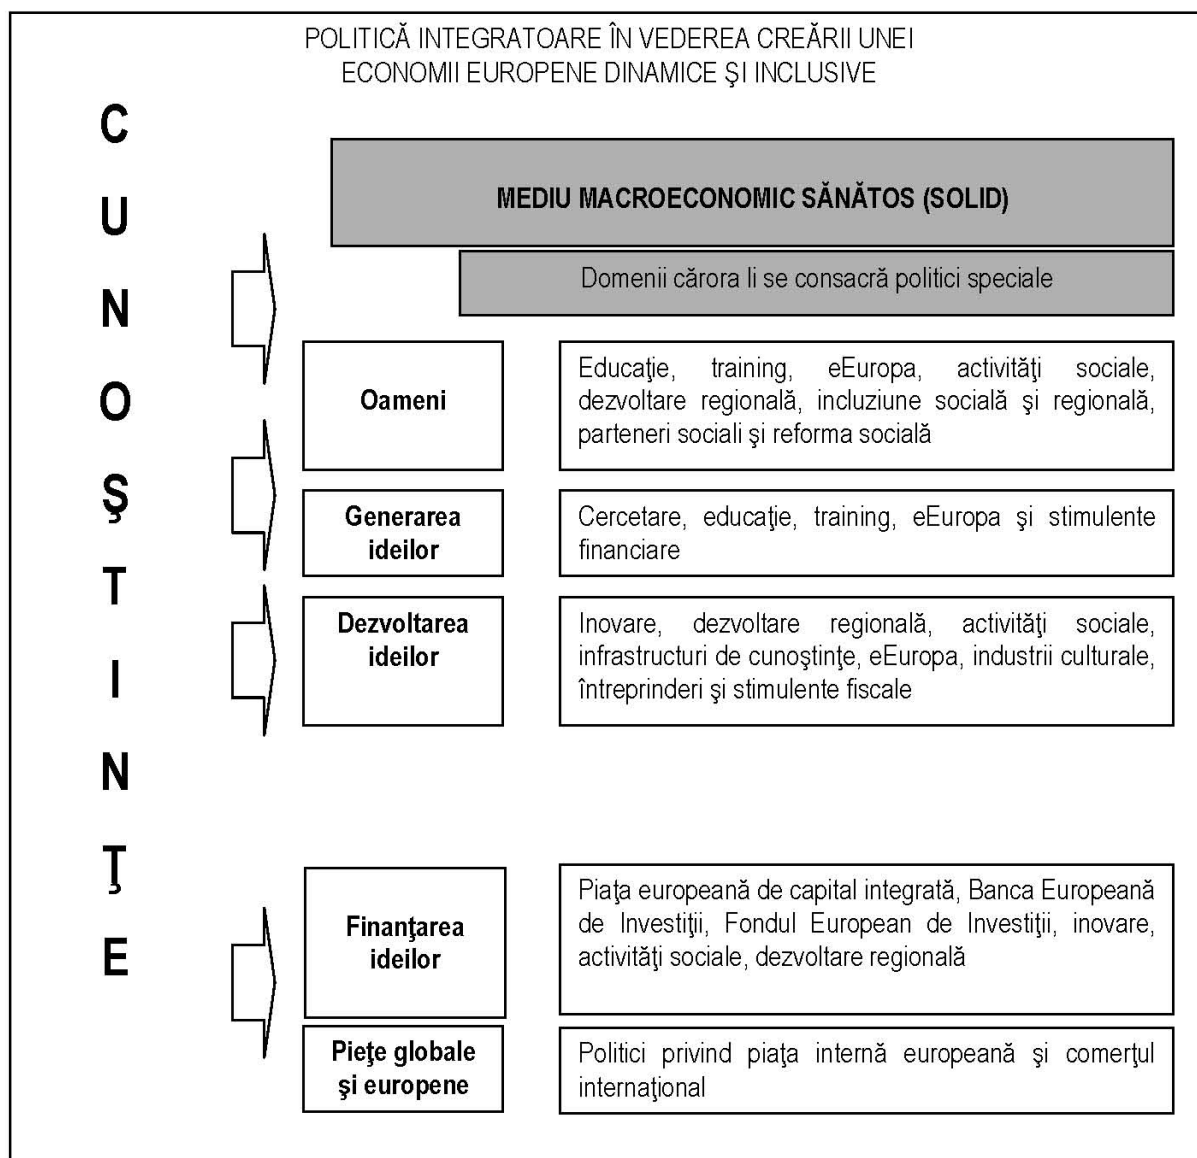 POLITICĂ INTEGRATOARE ÎN VEDEREA CREĂRII UNEI
ECONOMII EUROPENE DINAMICE ŞI INCLUSIVE
C
U
N
O
Ş
T
I
N
Ţ
E
MEDIU MACROECONOMIC SĂNĂTOS (SOLID)
Domenii cărora li se consacră politici speciale
Oameni
Educaţie, training, eEuropa, activităţi sociale,
dezvoltare regională, incluziune socială şi regională,
parteneri sociali şi reforma socială
Generarea
ideilor
Cercetare, educaţie, training, eEuropa şi stimulente
financiare
Dezvoltarea
ideilor
Inovare, dezvoltare regională, activităţi sociale,
infrastructuri de cunoştinţe, eEuropa, industrii culturale,
întreprinderi şi stimulente fiscale
Finanţarea
ideilor
Piaţa europeană de capital integrată, Banca Europeană
de Investiţii, Fondul European de Investiţii, inovare,
activităţi sociale, dezvoltare regională
Pieţe globale
şi europene
Politici privind piaţa internă europeană şi comerţul
internaţional